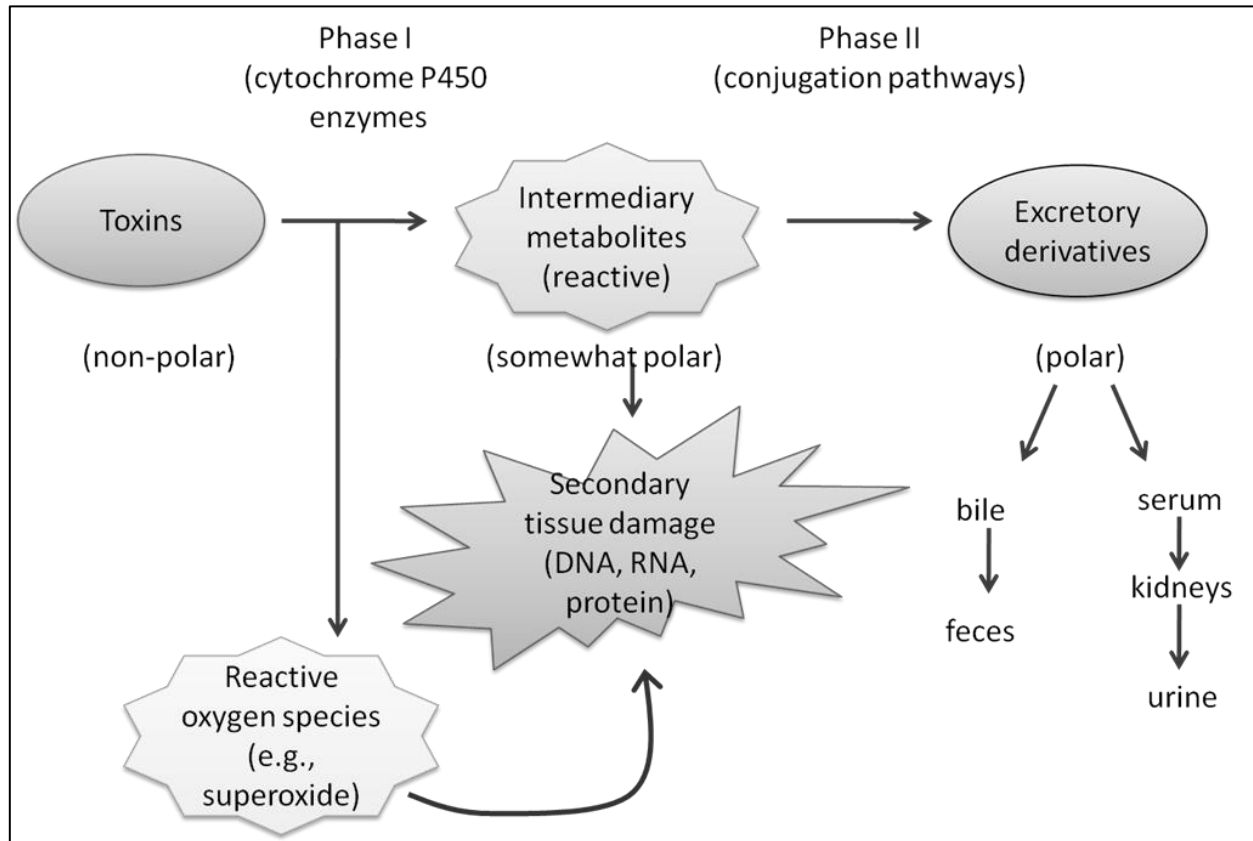 Phase I
(cytochrome P450
enzymes
Phase II
(conjugation pathways)
Toxins
Intermediary
metabolites
(reactive)
Excretory
derivatives
(non-polar)
(somewhat polar)
(polar)
Secondary
tissue damage
(DNA, RNA,
protein)
bile
feces
serum
kidneys
urine
Reactive
oxygen species
(e.g.,
superoxide)